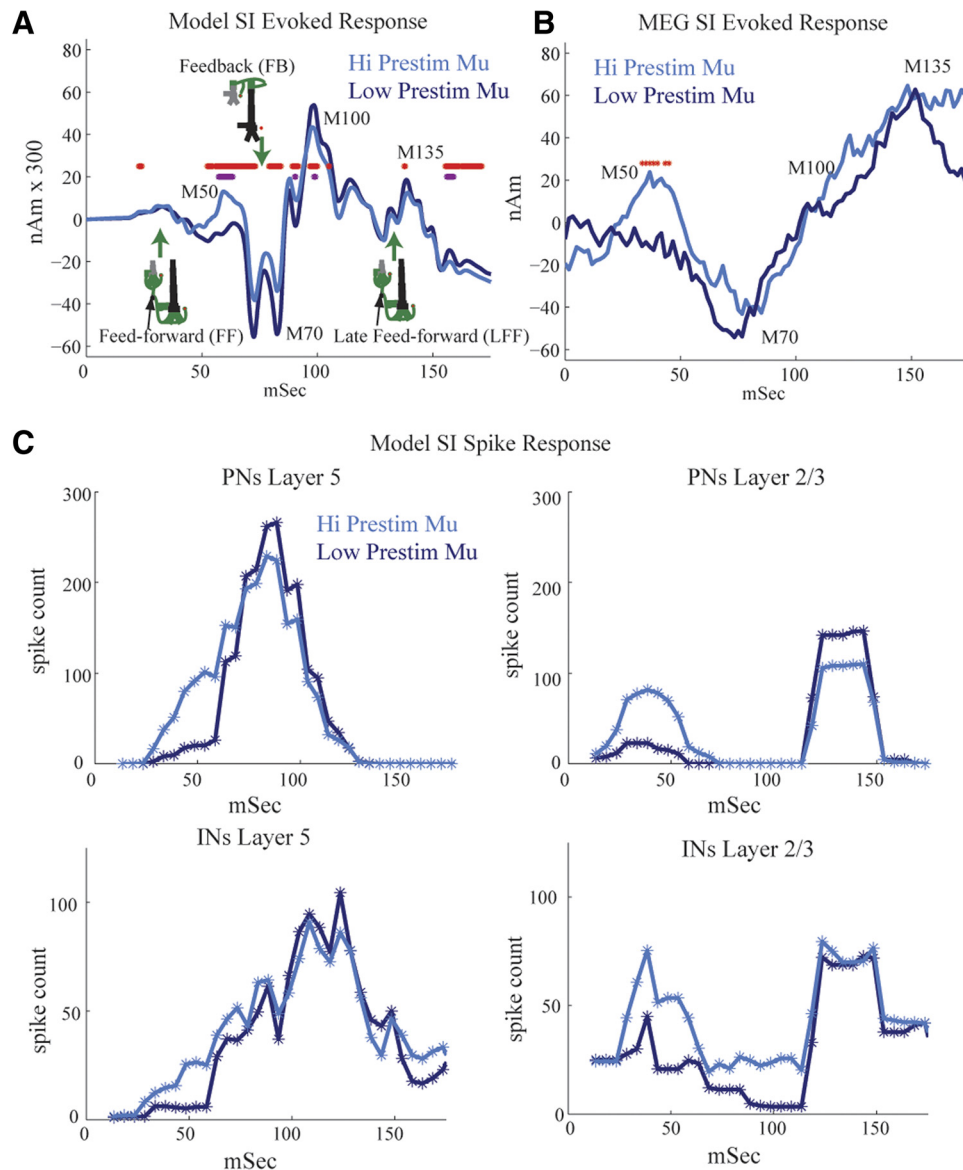 A
Model SI Evoked Response
80
60
40
20
0
−20
−40
−60
nAm x 300
Feedback (FB)
Hi Prestim Mu
Low Prestim Mu
M50
M100
M135
M70
Feed-forward (FF)
Late Feed-forward (LFF)
0
50
100
150
mSec
B
MEG SI Evoked Response
80
60
40
20
0
−20
−40
−60
nAm
Hi Prestim Mu
Low Prestim Mu
M135
M50
M100
M70
0
50
100
150
mSec
C
Model SI Spike Response
PNs Layer 5
300
200
100
0
spike count
Hi Prestim Mu
Low Prestim Mu
0
50
100
150
mSec
PNs Layer 2/3
300
200
100
0
spike count
0
50
100
150
mSec
INs Layer 5
100
50
0
spike count
0
50
100
150
mSec
INs Layer 2/3
100
50
0
spike count
0
50
100
150
mSec